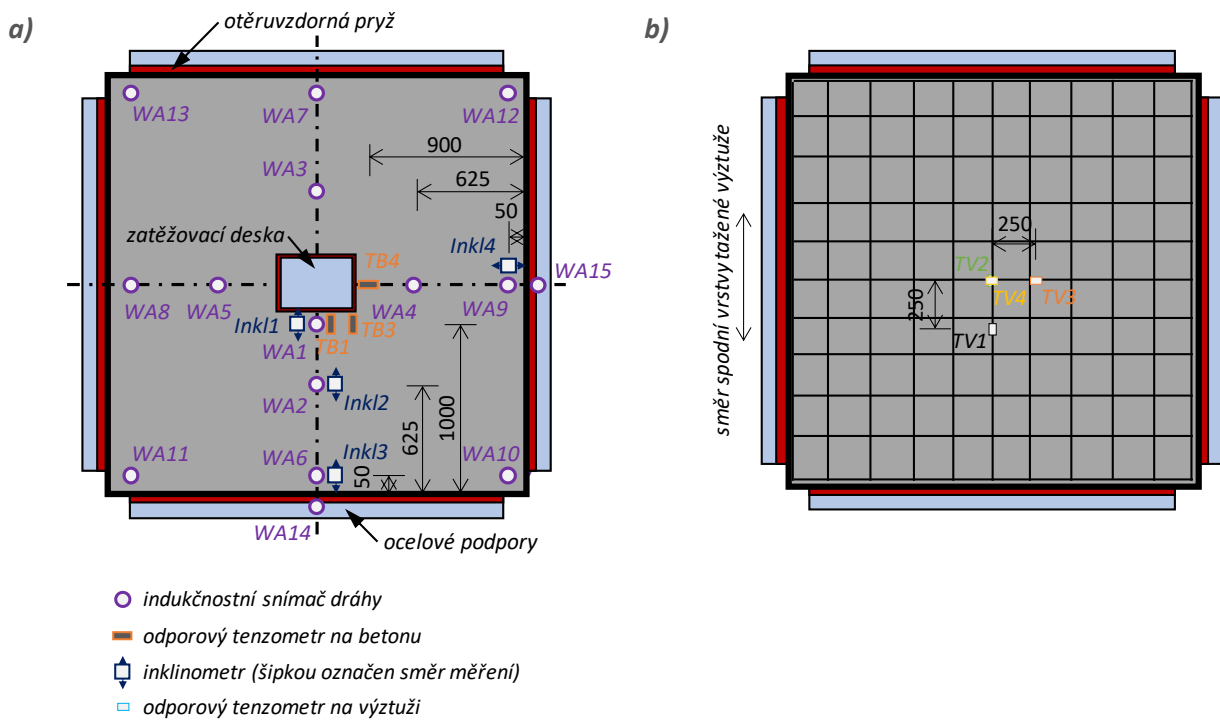 a)
otěruvzdorná pryž
WA13
WA7
WA12
900
WA3
625
50
zatěžovací deska
TB4
Inkl4
WA15
WA8
WA5
WA4
WA9
Inkl1
WA1
TB1
TB3
WA2
Inkl2
625
1000
WA11
WA6
Inkl3
50
WA10
WA14
ocelové podpory
indukčnostní snímač dráhy
odporový tenzometr na betonu
inklinometr (šipkou označen směr měření)
odporový tenzometr na výztuži
b)
směr spodní vrstvy tažené výztuže
250
TV2
TV4
TV3
250
TV1